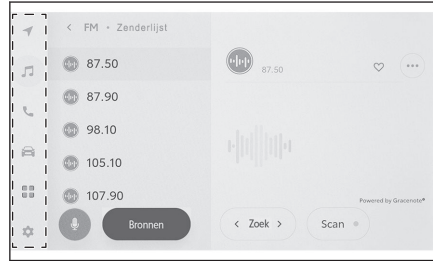 < FM • Zenderlijst
87.50
87.90
98.10
105.10
107.90
Bronnen
87.50
Powered by Gracenote®
< Zoek >
Scan